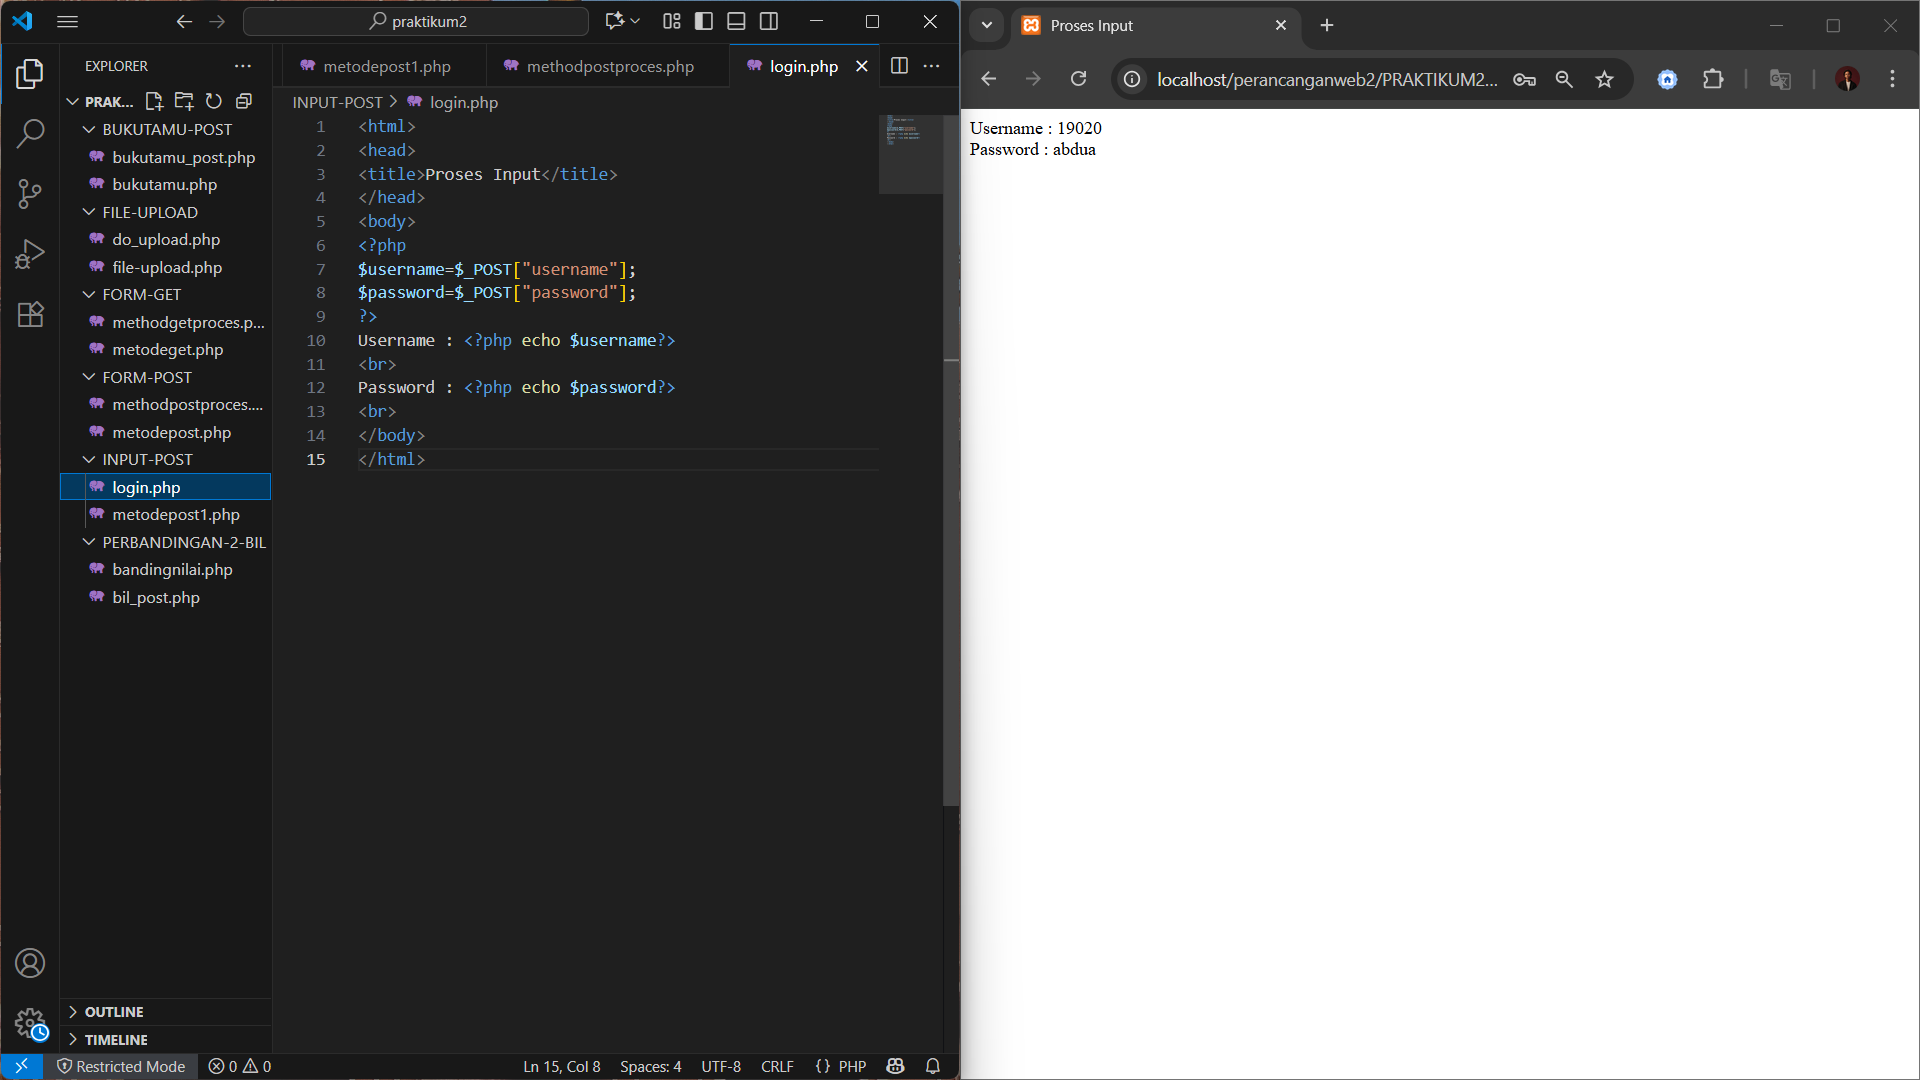 praktikum2
EXPLORER
PRAK...
BUKUTAMU-POST
bukutamu_post.php
bukutamu.php
FILE-UPLOAD
do_upload.php
file-upload.php
FORM-GET
methodgetproces.p...
metodeget.php
FORM-POST
methodpostproces....
metodepost.php
INPUT-POST
login.php
metodepost1.php
PERBANDINGAN-2-BIL
bandingnilai.php
bil_post.php
OUTLINE
TIMELINE
metodepost1.php methodpostproces.php login.php
INPUT-POST > login.php
1 <html>
2 <head>
3 <title>Proses Input</title>
4 </head>
5 <body>
6 <?php
7 $username=$_POST["username"];
8 $password=$_POST["password"];
9 ?>
10 Username : <?php echo $username?>
11 <br>
12 Password : <?php echo $password?>
13 <br>
14 </body>
15 </html>
Restricted Mode 0 0 Ln 15, Col 8 Spaces: 4 UTF-8 CRLF {} PHP
Proses Input
localhost/perancanganweb2/PRAKTIKUM2...
Username : 19020
Password : abdua